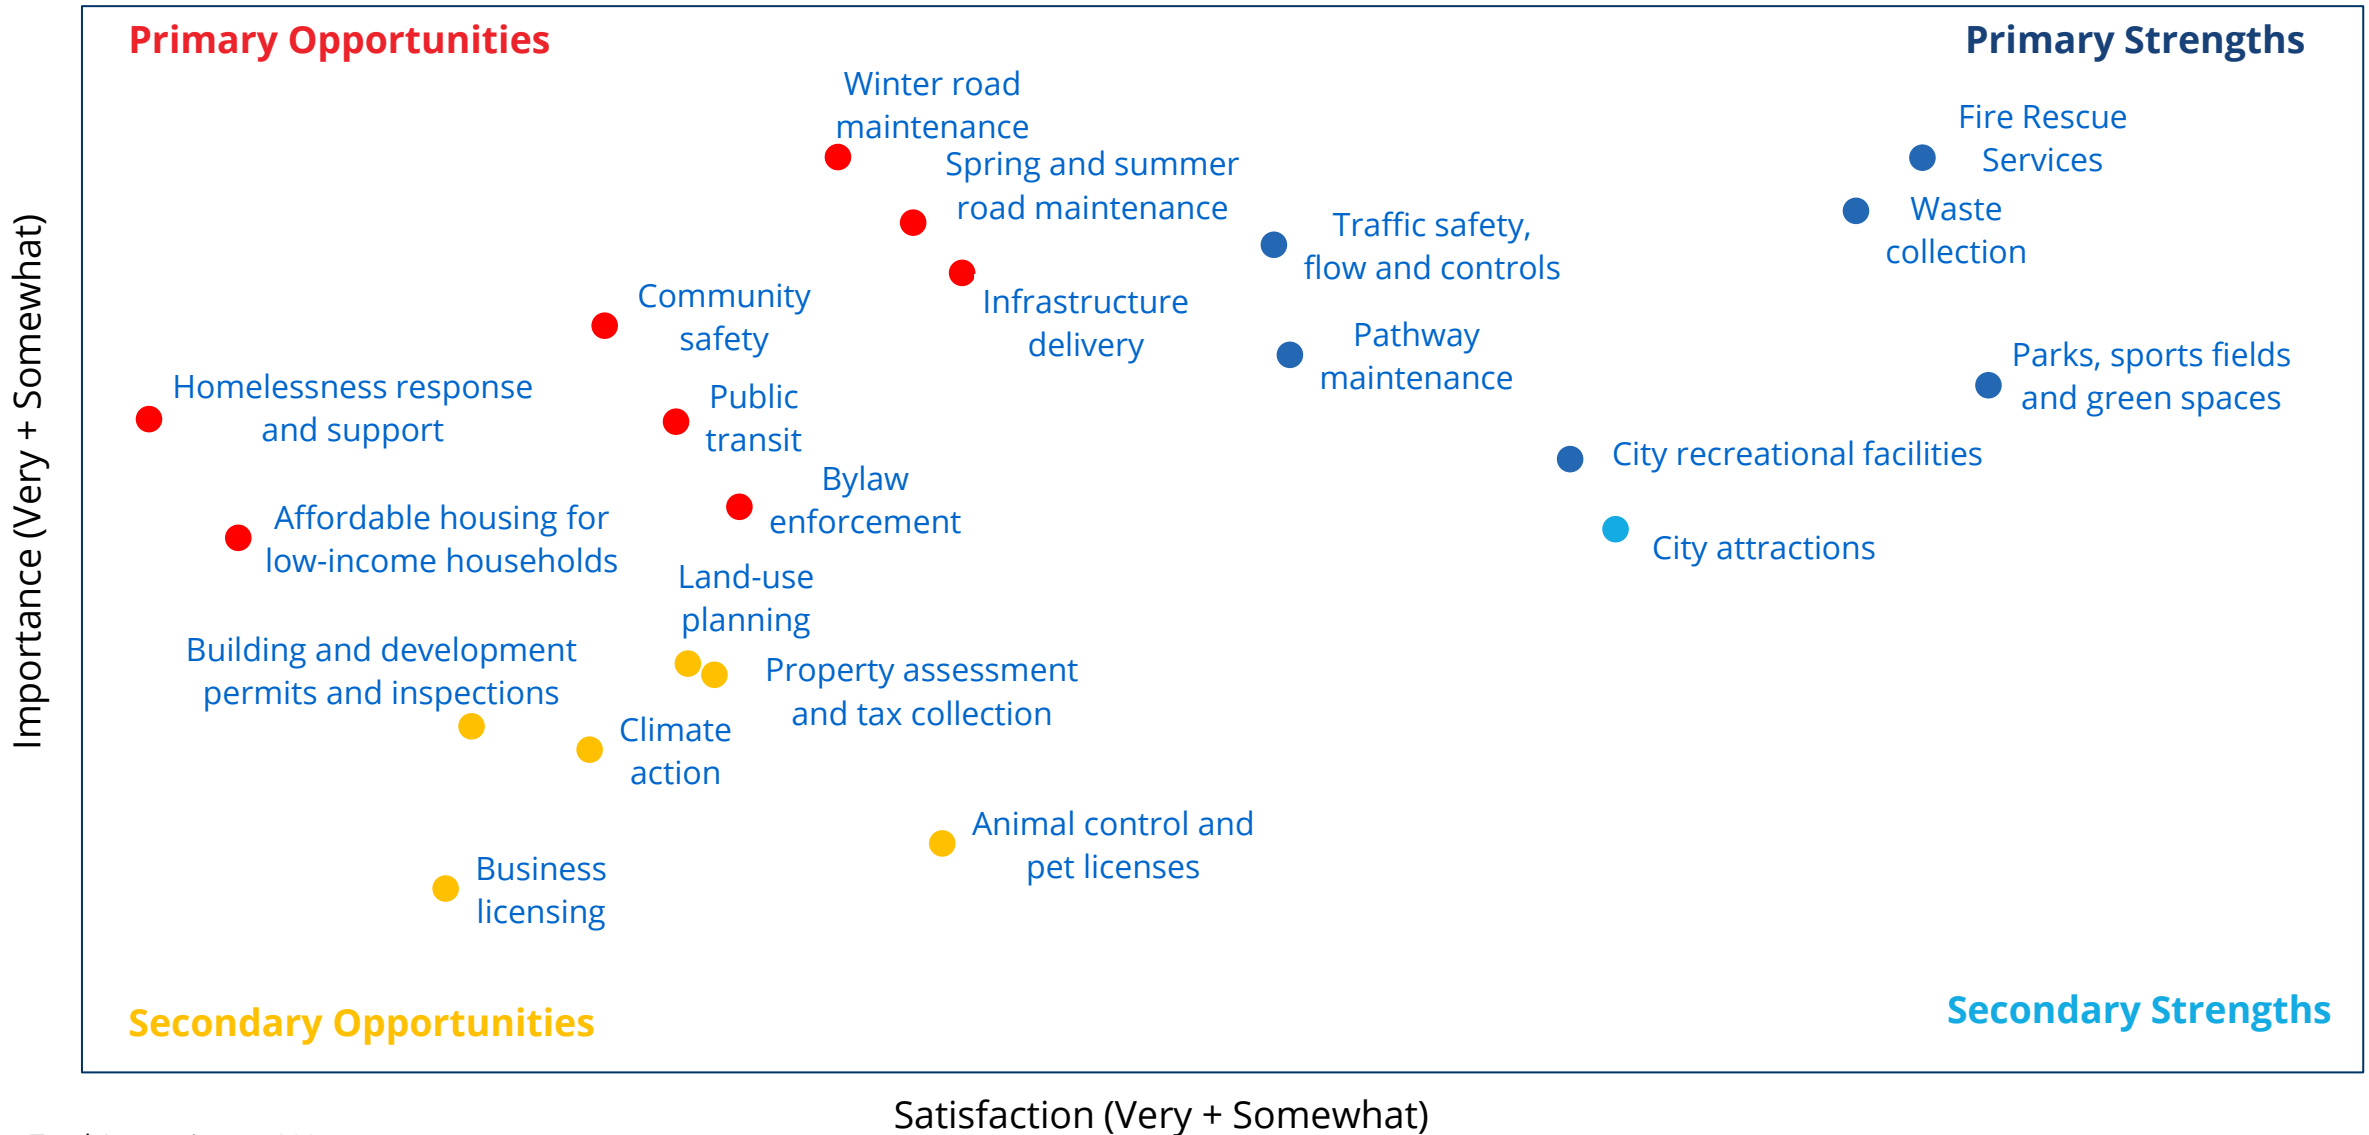 Primary Opportunities
Primary Strengths
Winter road
maintenance
Fire Rescue
Services
Spring and summer
road maintenance
Waste
collection
Traffic safety,
flow and controls
Community
safety
Infrastructure
delivery
Pathway
maintenance
Parks, sports fields
and green spaces
Homelessness response
and support
Public
transit
City recreational facilities
Bylaw
enforcement
Affordable housing for
low-income households
City attractions
Land-use
planning
Building and development
permits and inspections
Property assessment
and tax collection
Climate
action
Animal control and
pet licenses
Business
licensing
Secondary Opportunities
Secondary Strengths
Importance (Very + Somewhat)
Satisfaction (Very + Somewhat)